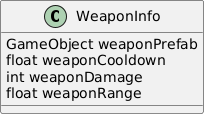 C WeaponInfo
GameObject weaponPrefab
float weaponCooldown
int weaponDamage
float weaponRange